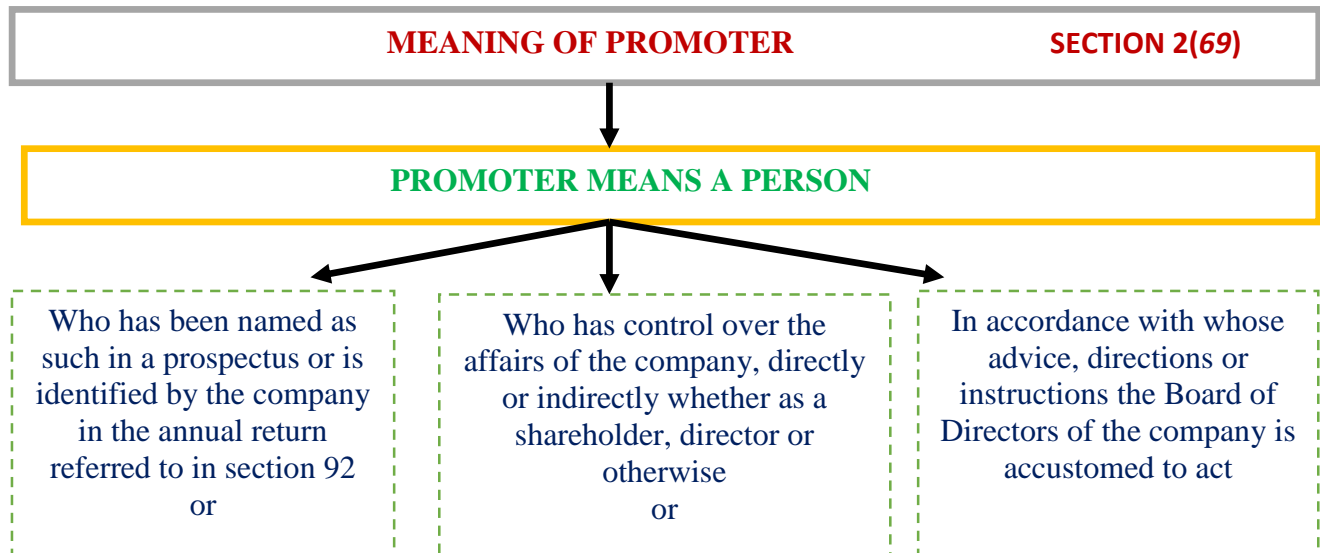 MEANING OF PROMOTER SECTION 2(69)
PROMOTER MEANS A PERSON
Who has been named as
such in a prospectus or is
identified by the company
in the annual return
referred to in section 92
or
Who has control over the
affairs of the company, directly
or indirectly whether as a
shareholder, director or
otherwise
or
In accordance with whose
advice, directions or
instructions the Board of
Directors of the company is
accustomed to act